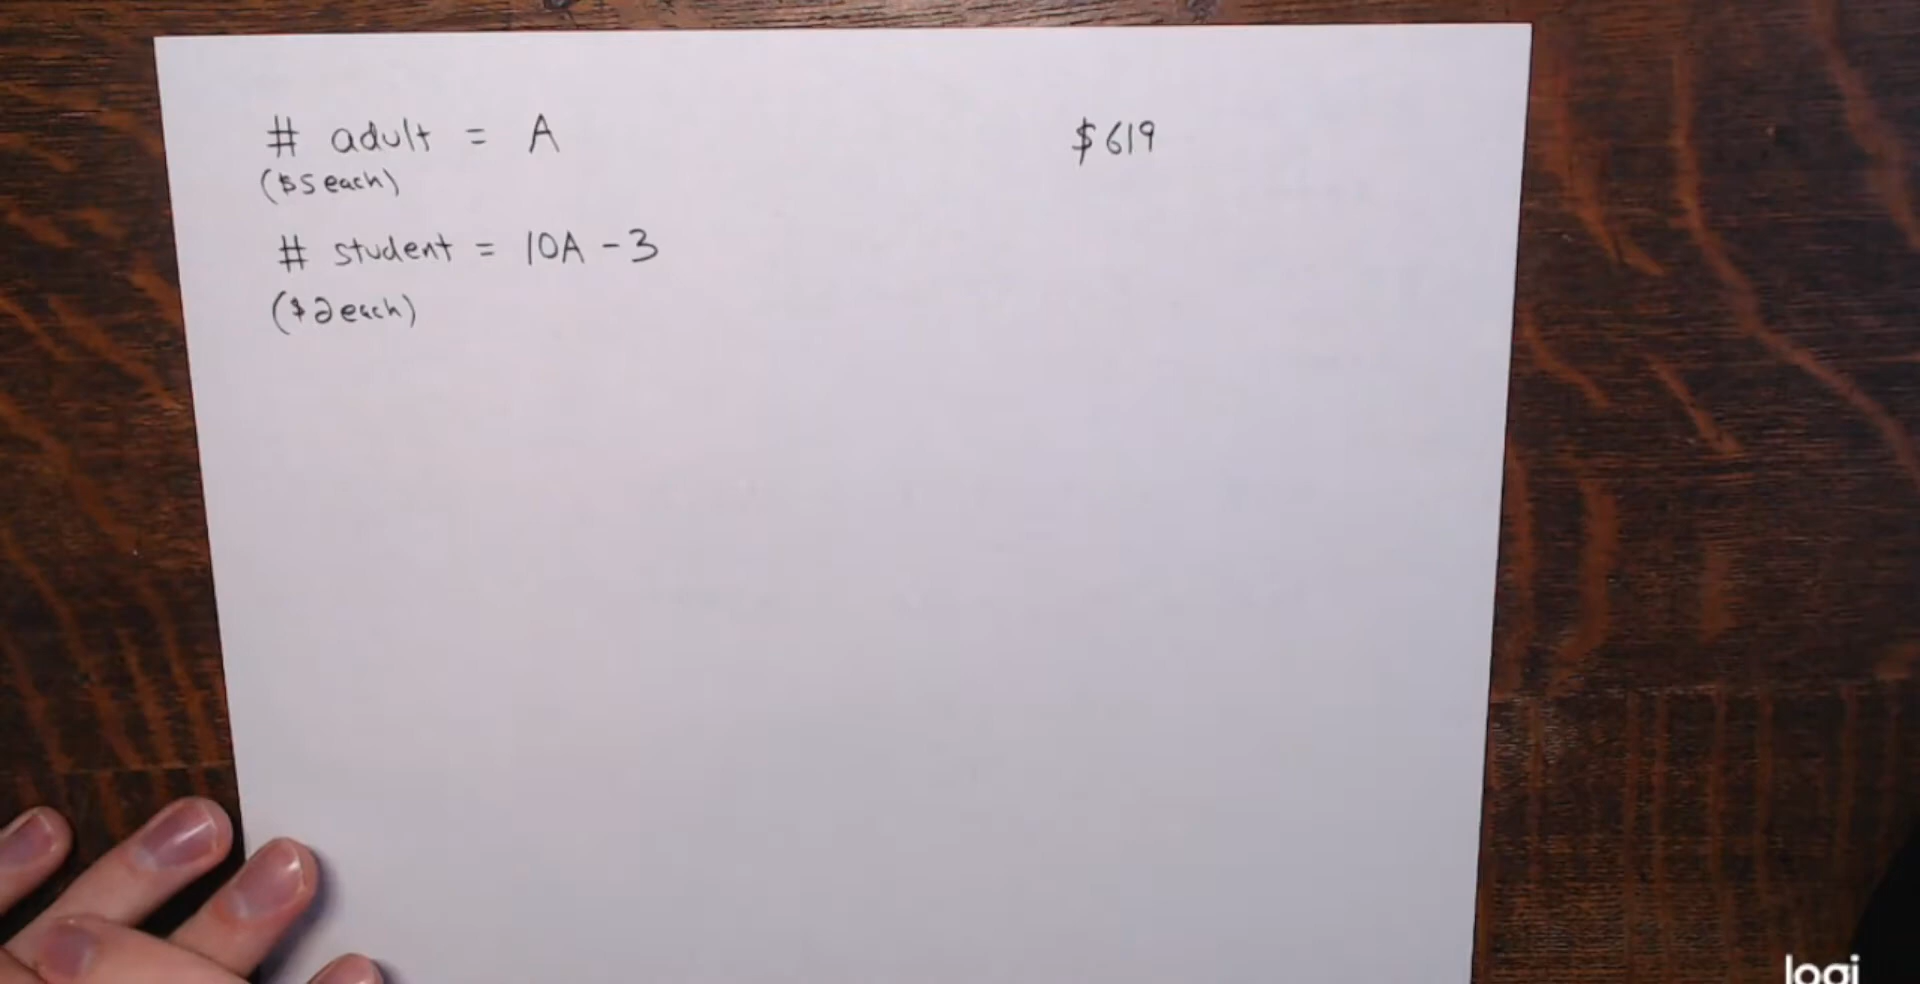 # adult = A
$619
($5 each)
# student = 10A - 3
($2 each)
logi